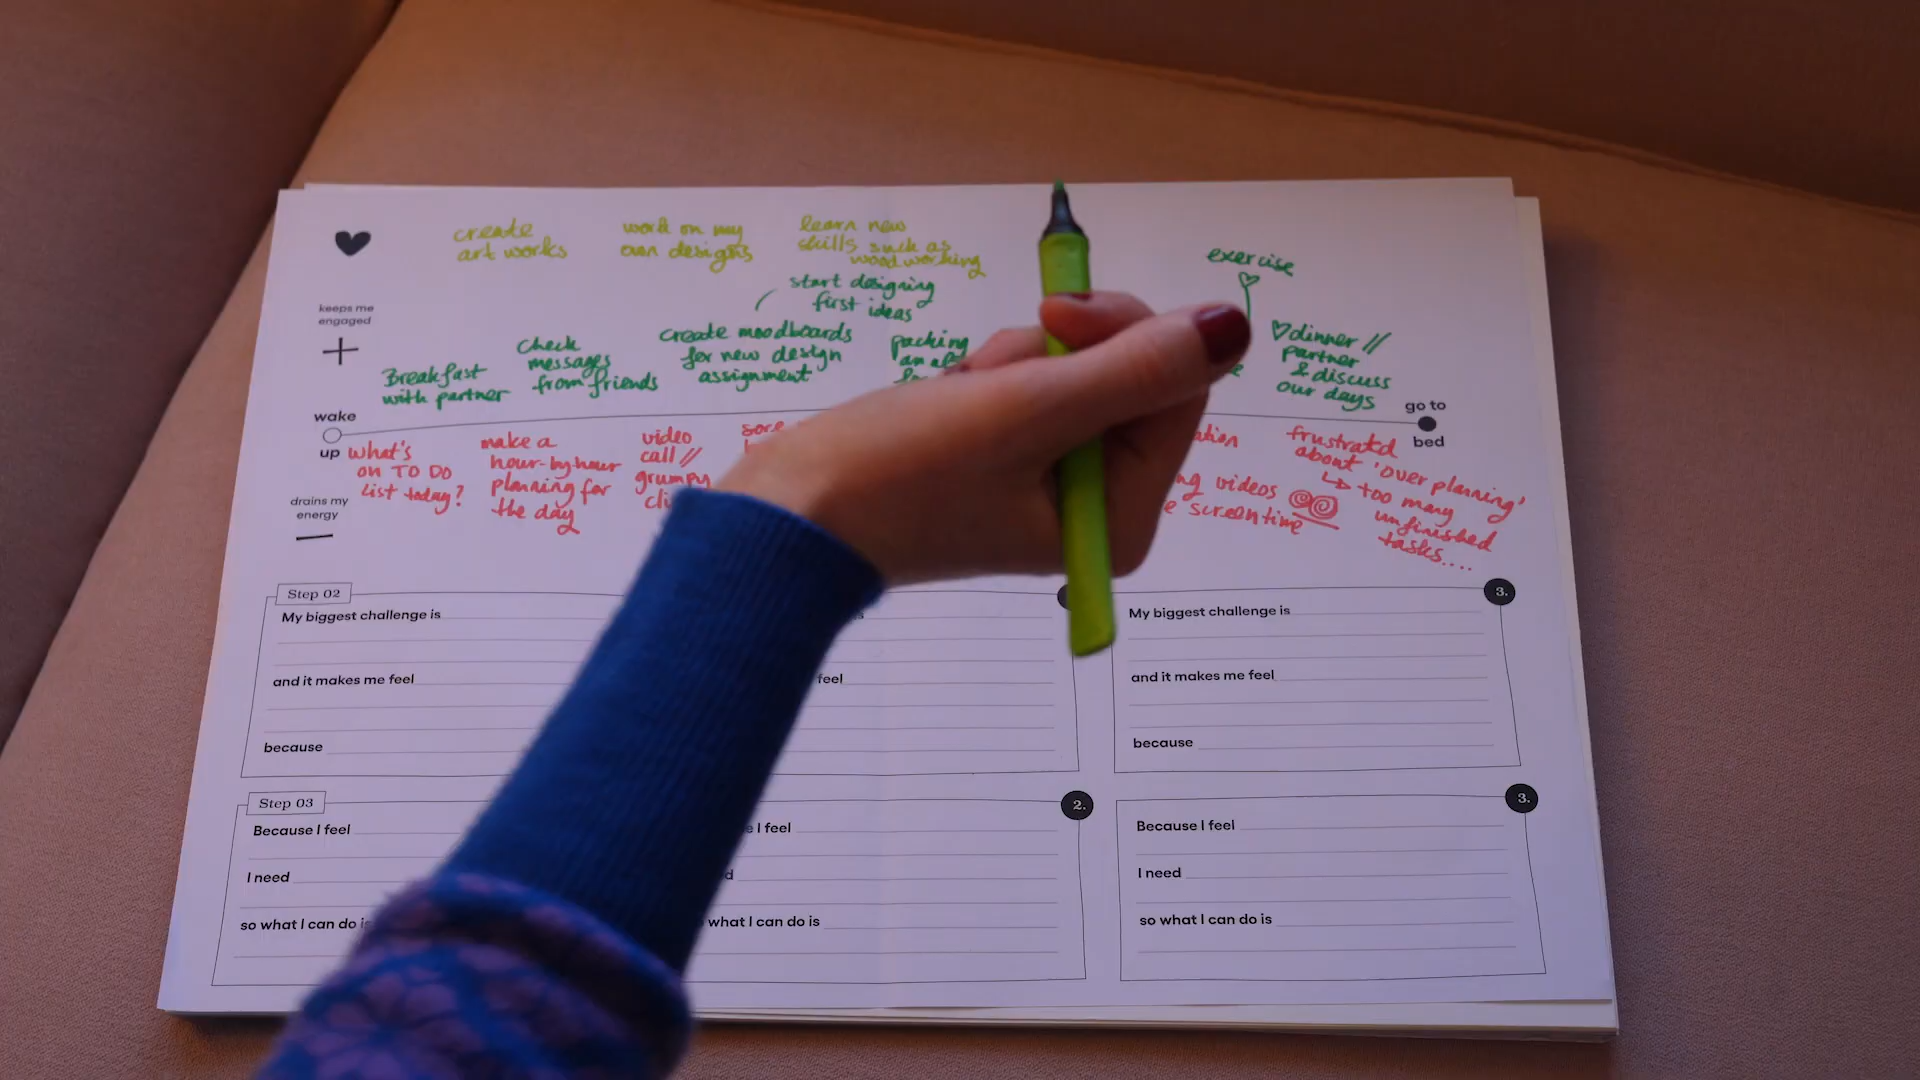 create
art works
work on my
own designs
learn new
skills such as
woodworking
start designing
first ideas
exercise
keeps me
engaged
Breakfast
with partner
Check
messages
from friends
Create moodboards
for new design
assignment
packing
an
♡dinner //
partner
& discuss
our days
wake
up
go to
bed
drains my
energy
what's
on TO DO
list today?
make a
hour-by-hour
planning for
the day
video
call //
grumpy
sore
videos
screentime
frustrated
about 'over planning'
↳ too many
unfinished
tasks....
Step 02
My biggest challenge is
and it makes me feel
because
feel
3.
My biggest challenge is
and it makes me feel
because
Step 03
Because I feel
I need
so what I can do is
2.
I feel
what I can do is
3.
Because I feel
I need
so what I can do is